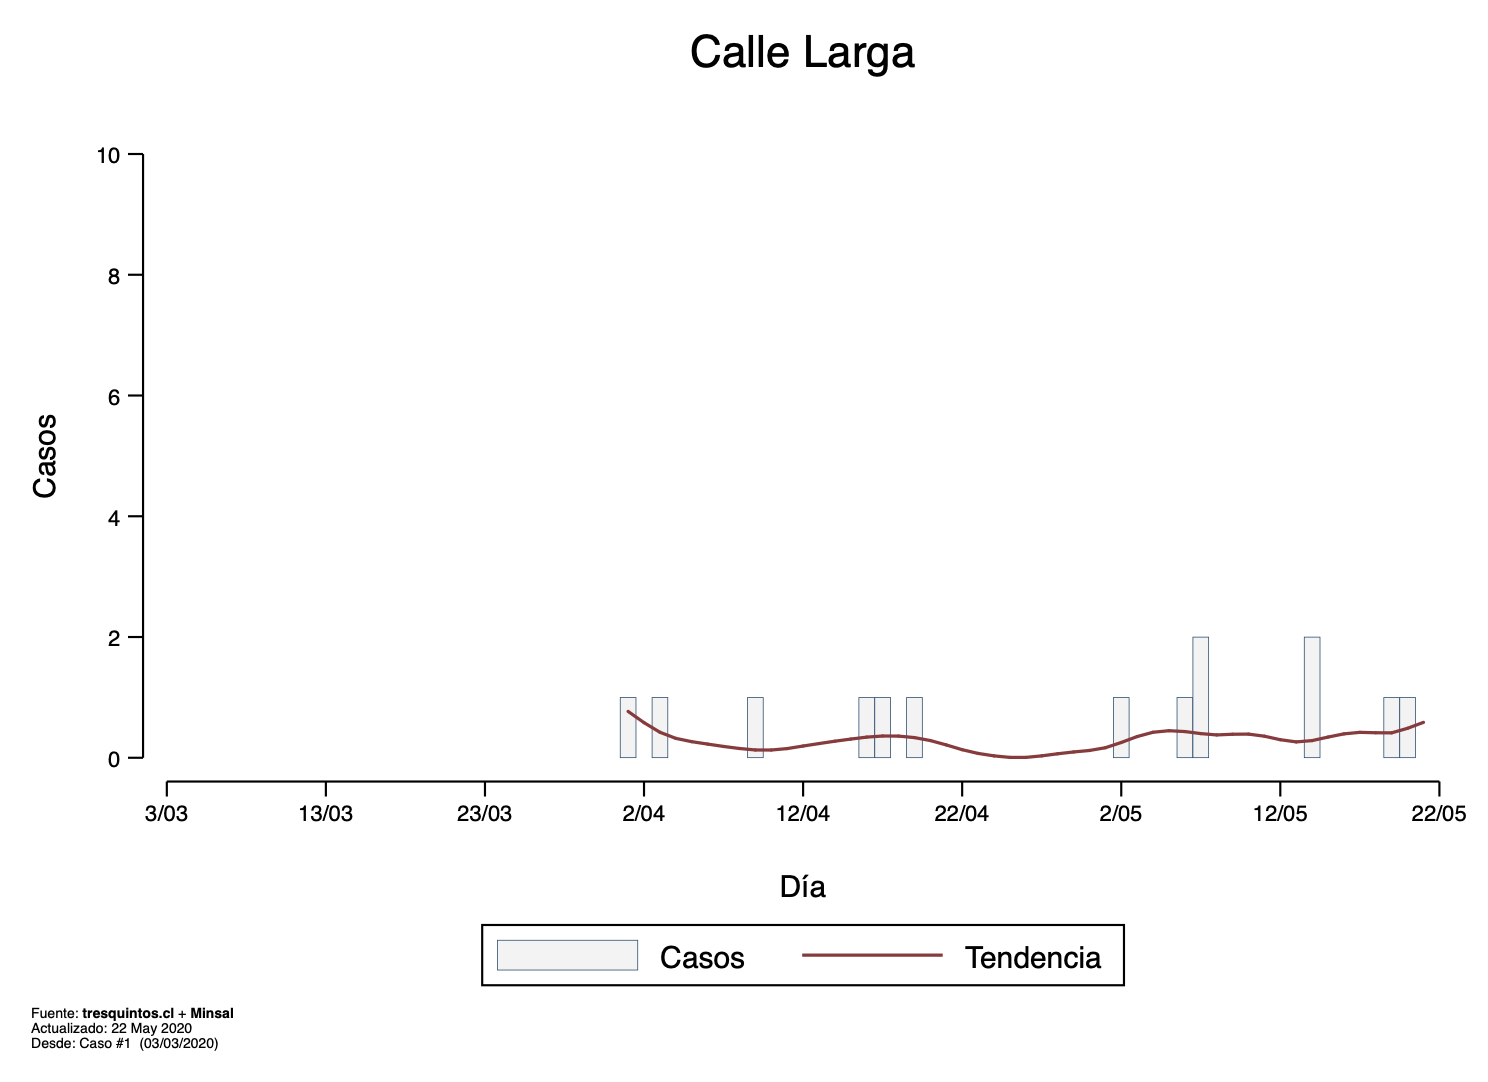 Calle Larga
10
8
6
4
2
0
Casos
3/03 13/03 23/03 2/04 12/04 22/04 2/05 12/05 22/05
Día
Casos Tendencia
Fuente: tresquintos.cl + Minsal
Actualizado: 22 May 2020
Desde: Caso #1 (03/03/2020)